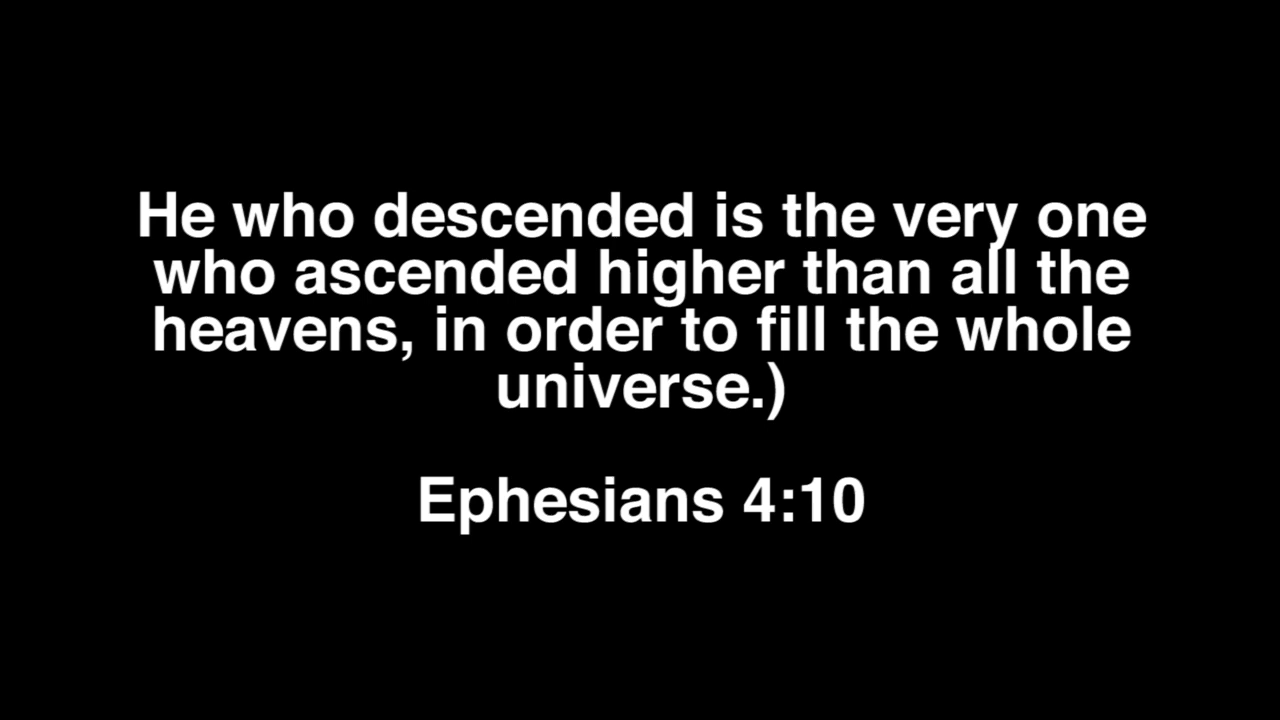 He who descended is the very one
who ascended higher than all the
heavens, in order to fill the whole
universe.)
Ephesians 4:10